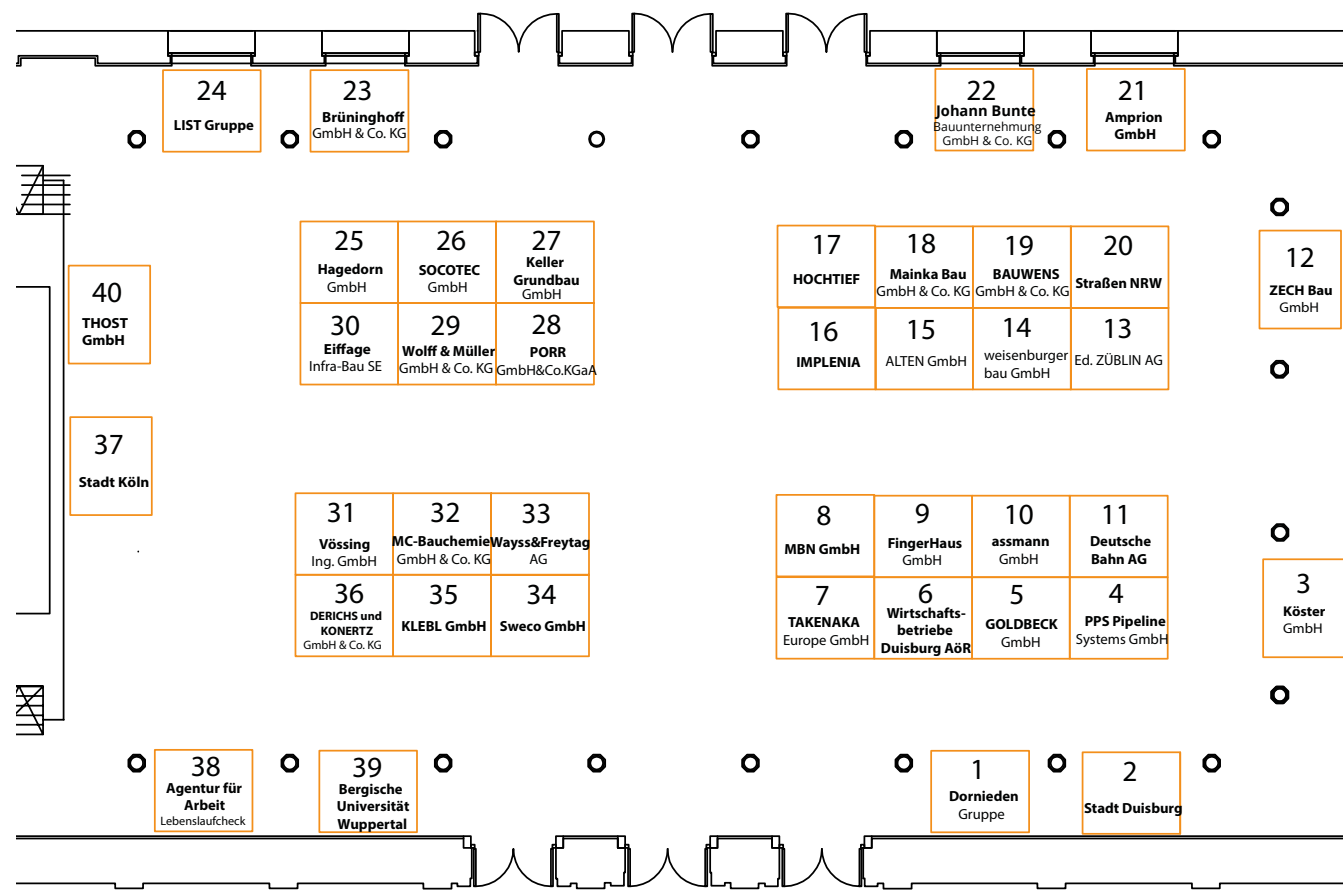 24
LIST Gruppe
23
Brüninghoff
GmbH & Co. KG
22
Johann Bunte
Bauunternehmung
GmbH & Co. KG
21
Amprion
GmbH
25
Hagedorn
GmbH
26
SOCOTEC
GmbH
27
Keller
Grundbau
GmbH
30
Eiffage
Infra-Bau SE
29
Wolff & Müller
GmbH & Co. KG
28
PORR
GmbH&Co.KGaA
17
HOCHTIEF
18
Mainka Bau
GmbH & Co. KG
19
BAUWENS
GmbH & Co. KG
20
Straßen NRW
16
IMPLENIA
15
ALTEN GmbH
14
weisenburger
bau GmbH
13
Ed. ZÜBLIN AG
12
ZECH Bau
GmbH
40
THOST
GmbH
37
Stadt Köln
31
Vössing
Ing. GmbH
32
MC-Bauchemie
GmbH & Co. KG
33
Wayss&Freytag
AG
36
DERICHS und
KONERTZ
GmbH & Co. KG
35
KLEBL GmbH
34
Sweco GmbH
8
MBN GmbH
9
FingerHaus
GmbH
10
assmann
GmbH
11
Deutsche
Bahn AG
7
TAKENAKA
Europe GmbH
6
Wirtschafts-
betriebe
Duisburg AöR
5
GOLDBECK
GmbH
4
PPS Pipeline
Systems GmbH
3
Köster
GmbH
38
Agentur für
Arbeit
Lebenslaufcheck
39
Bergische
Universität
Wuppertal
1
Dornieden
Gruppe
2
Stadt Duisburg